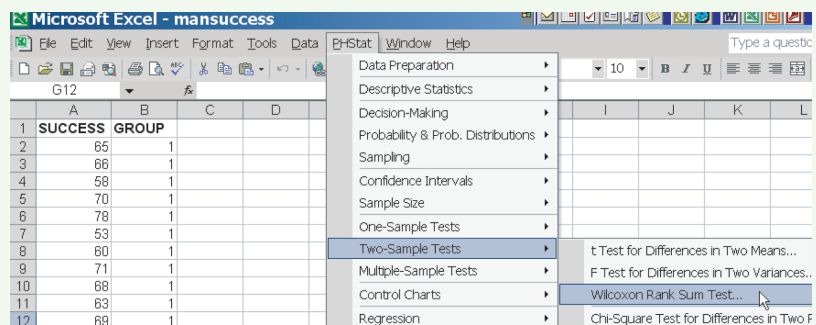 Microsoft Excel - mansuccess
File Edit View Insert Format Tools Data PHStat Window Help Type a questio
10 B I U
G12 fx
A B C D I J K L
1 SUCCESS GROUP
2 65 1
3 66 1
4 58 1
5 70 1
6 78 1
7 53 1
8 60 1
9 71 1
10 68 1
11 63 1
12 69 1
Data Preparation
Descriptive Statistics
Decision-Making
Probability & Prob. Distributions
Sampling
Confidence Intervals
Sample Size
One-Sample Tests
Two-Sample Tests
Multiple-Sample Tests
Control Charts
Regression
t Test for Differences in Two Means...
F Test for Differences in Two Variances..
Wilcoxon Rank Sum Test...
Chi-Square Test for Differences in Two P